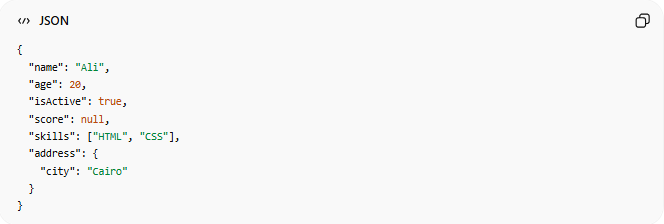 </> JSON
{
  "name": "Ali",
  "age": 20,
  "isActive": true,
  "score": null,
  "skills": ["HTML", "CSS"],
  "address": {
    "city": "Cairo"
  }
}